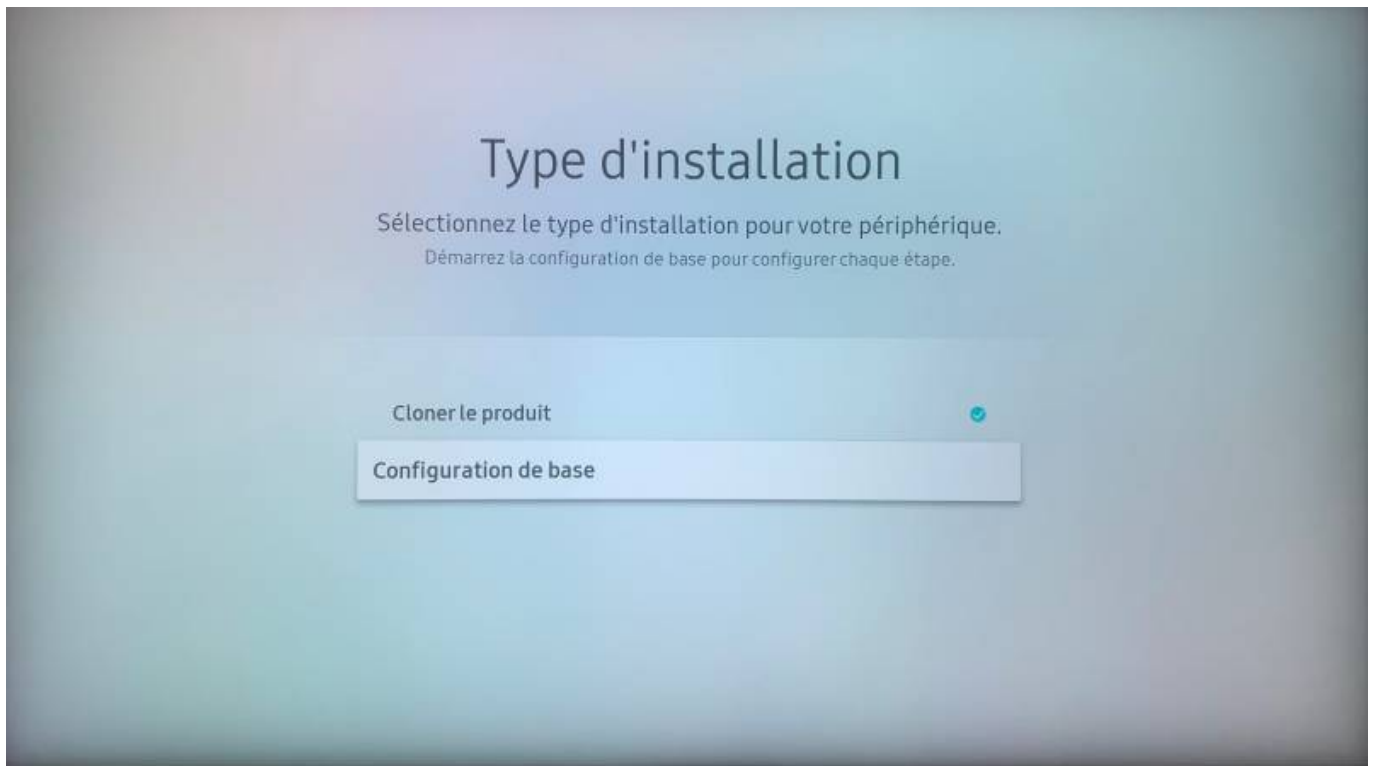 Type d'installation
Sélectionnez le type d'installation pour votre périphérique.
Démarrez la configuration de base pour configurer chaque étape.
Cloner le produit
Configuration de base